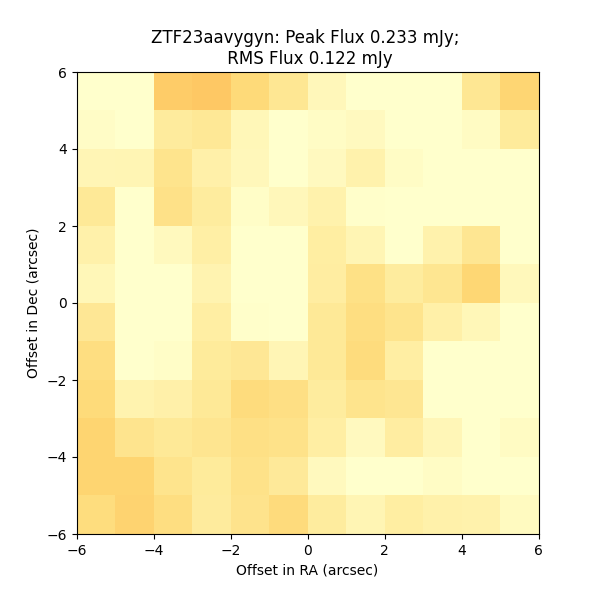 ZTF23aavygyn: Peak Flux 0.233 mJy;
RMS Flux 0.122 mJy
6
4
2
0
−2
−4
−6
Offset in Dec (arcsec)
−6 −4 −2 0 2 4 6
Offset in RA (arcsec)